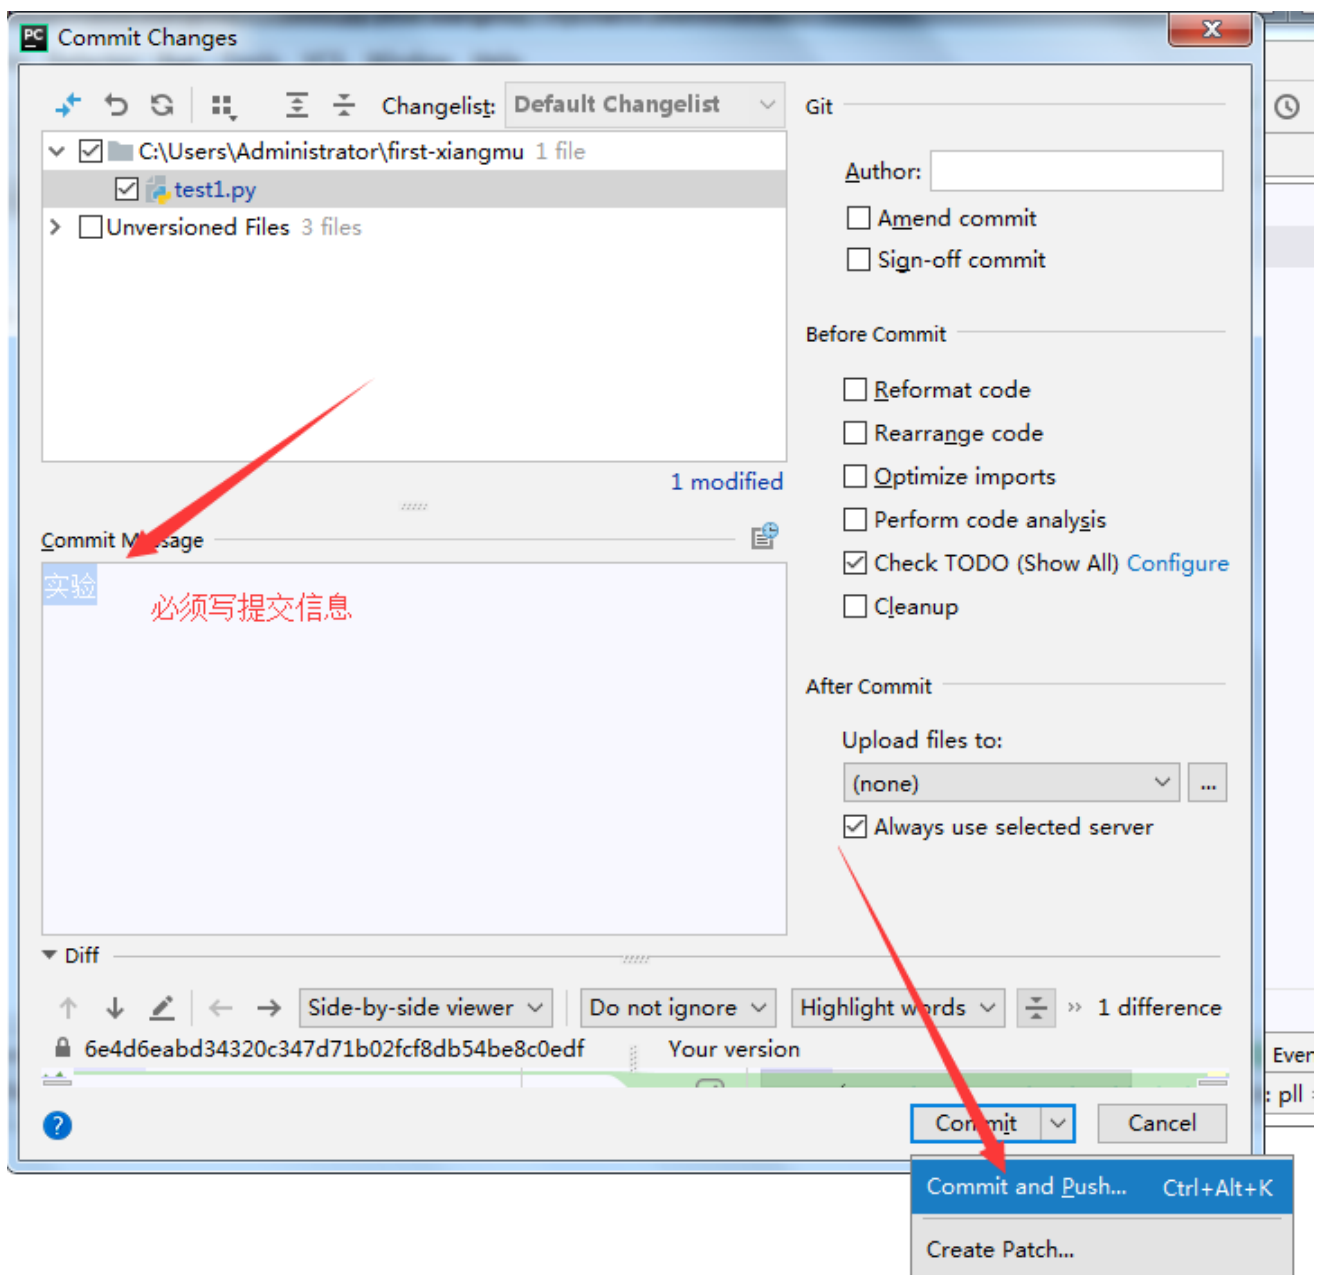 Commit Changes
Changelist: Default Changelist
C:\Users\Administrator\first-xiangmu 1 file
test1.py
Unversioned Files 3 files
1 modified
Commit Message
实验
必须写提交信息
Git
Author:
Amend commit
Sign-off commit
Before Commit
Reformat code
Rearrange code
Optimize imports
Perform code analysis
Check TODO (Show All) Configure
Cleanup
After Commit
Upload files to:
(none)
...
Always use selected server
Diff
Side-by-side viewer Do not ignore Highlight words » 1 difference
6e4d6eabd34320c347d71b02fcf8db54be8c0edf Your version
Commit Cancel
Commit and Push... Ctrl+Alt+K
Create Patch...
Even
: pll